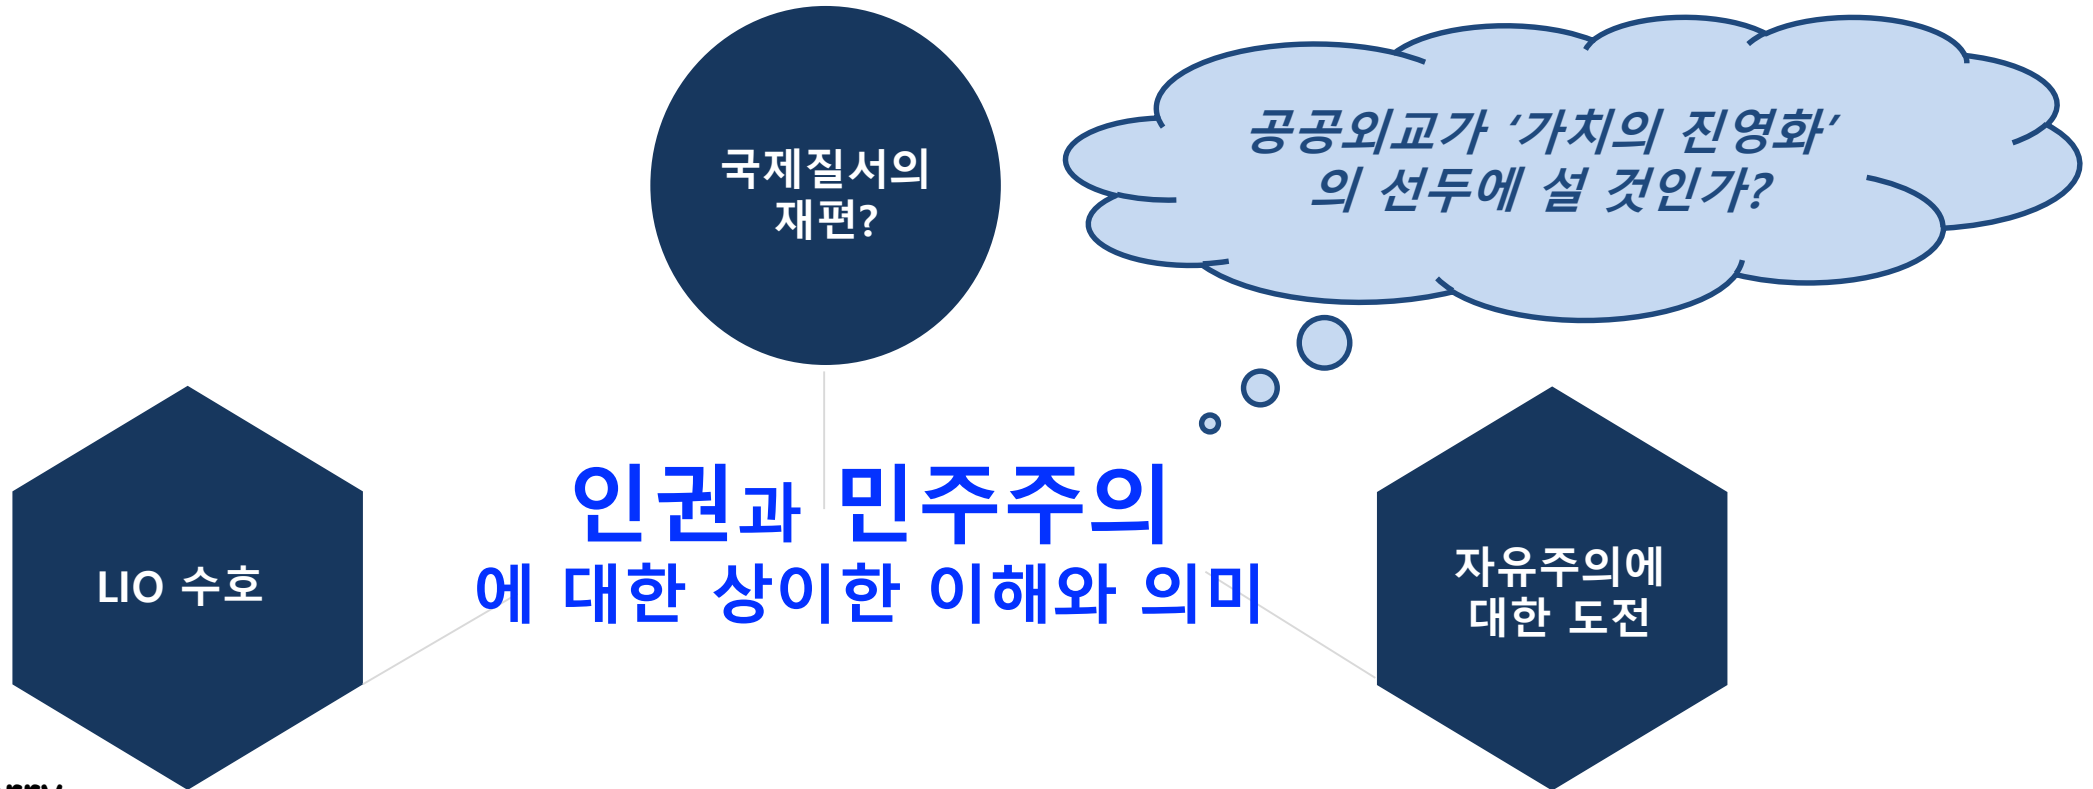 국제질서의
재편?
공공외교가 ‘가치의 진영화’
의 선두에 설 것인가?
인권과 민주주의
에 대한 상이한 이해와 의미
LIO 수호
자유주의에
대한 도전